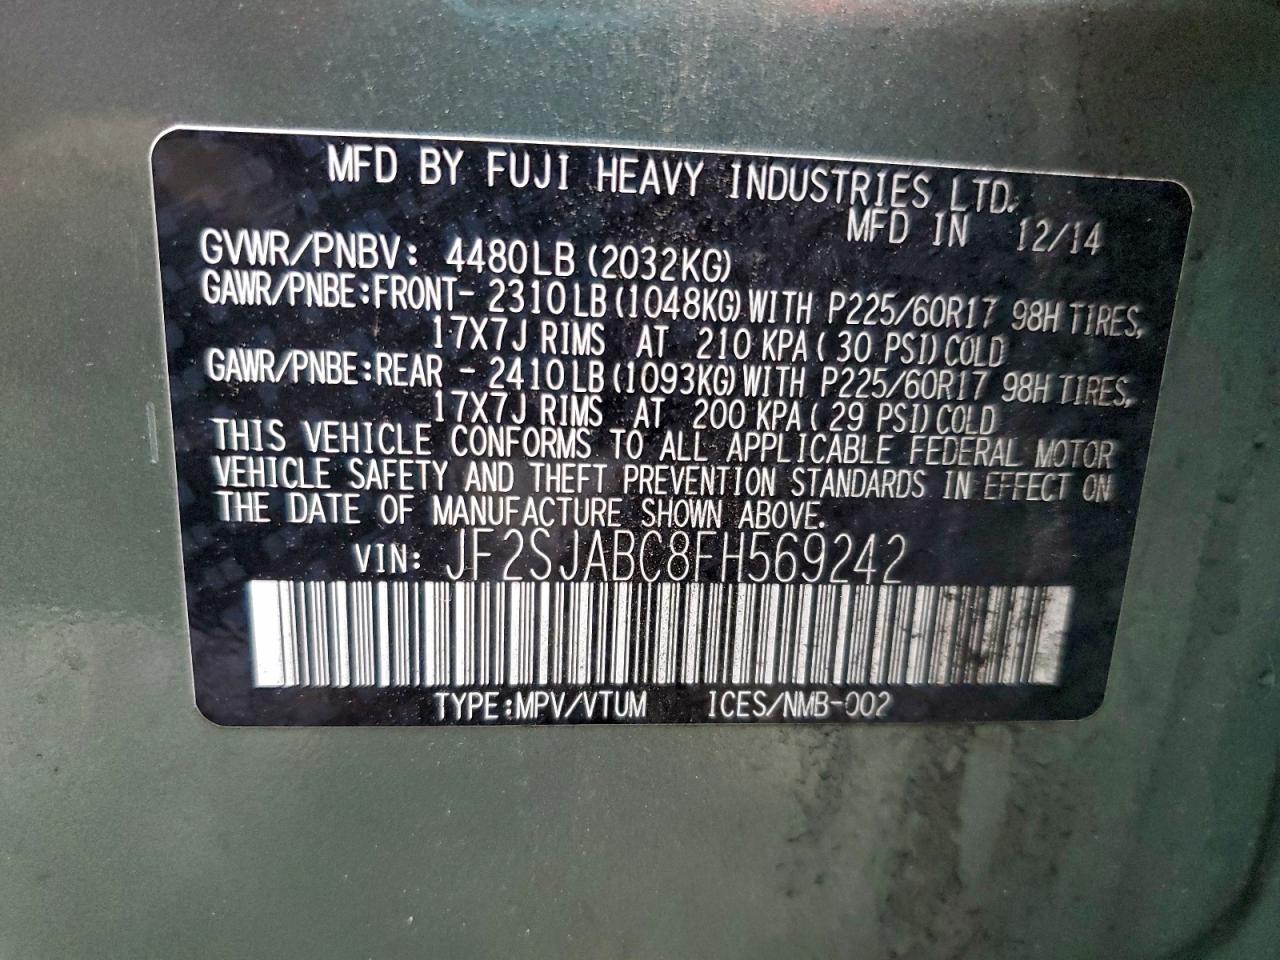 MFD BY FUJI HEAVY INDUSTRIES LTD.
MFD IN 12/14
GVWR/PNBV: 4480LB (2032KG)
GAWR/PNBE:FRONT- 2310LB (1048KG) WITH P225/60R17 98H TIRES,
17X7J RIMS AT 210 KPA ( 30 PSI) COLD
GAWR/PNBE:REAR - 2410LB (1093KG) WITH P225/60R17 98H TIRES,
17X7J RIMS AT 200 KPA ( 29 PSI) COLD
THIS VEHICLE CONFORMS TO ALL APPLICABLE FEDERAL MOTOR
VEHICLE SAFETY AND THEFT PREVENTION STANDARDS IN EFFECT ON
THE DATE OF MANUFACTURE SHOWN ABOVE.
VIN: JF2SJABC8FH569242
TYPE:MPV/VTUM ICES/NMB-002